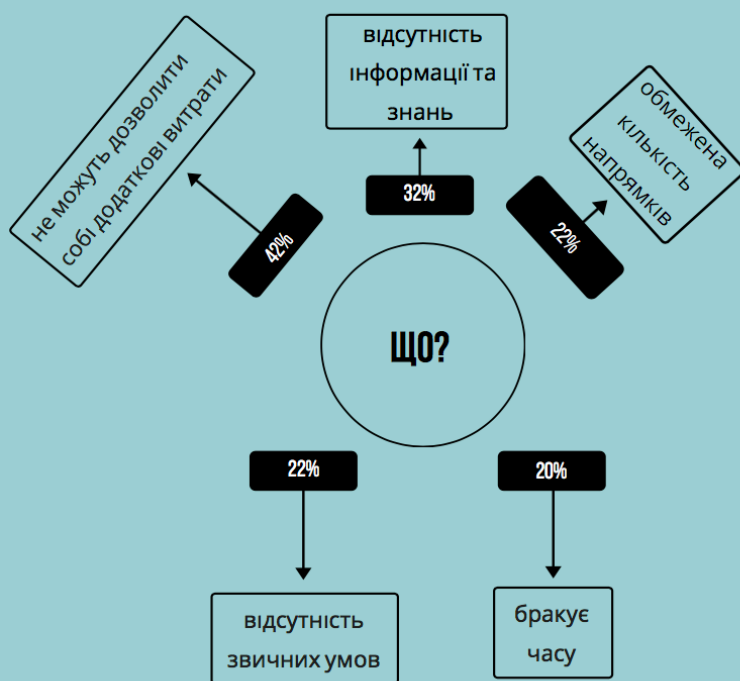 відсутність
інформації та
знань
32%
не можуть дозволити
собі додаткові витрати
42%
обмежена
кількість
напрямків
22%
ЩО?
22%
відсутність
звичних умов
20%
бракує
часу